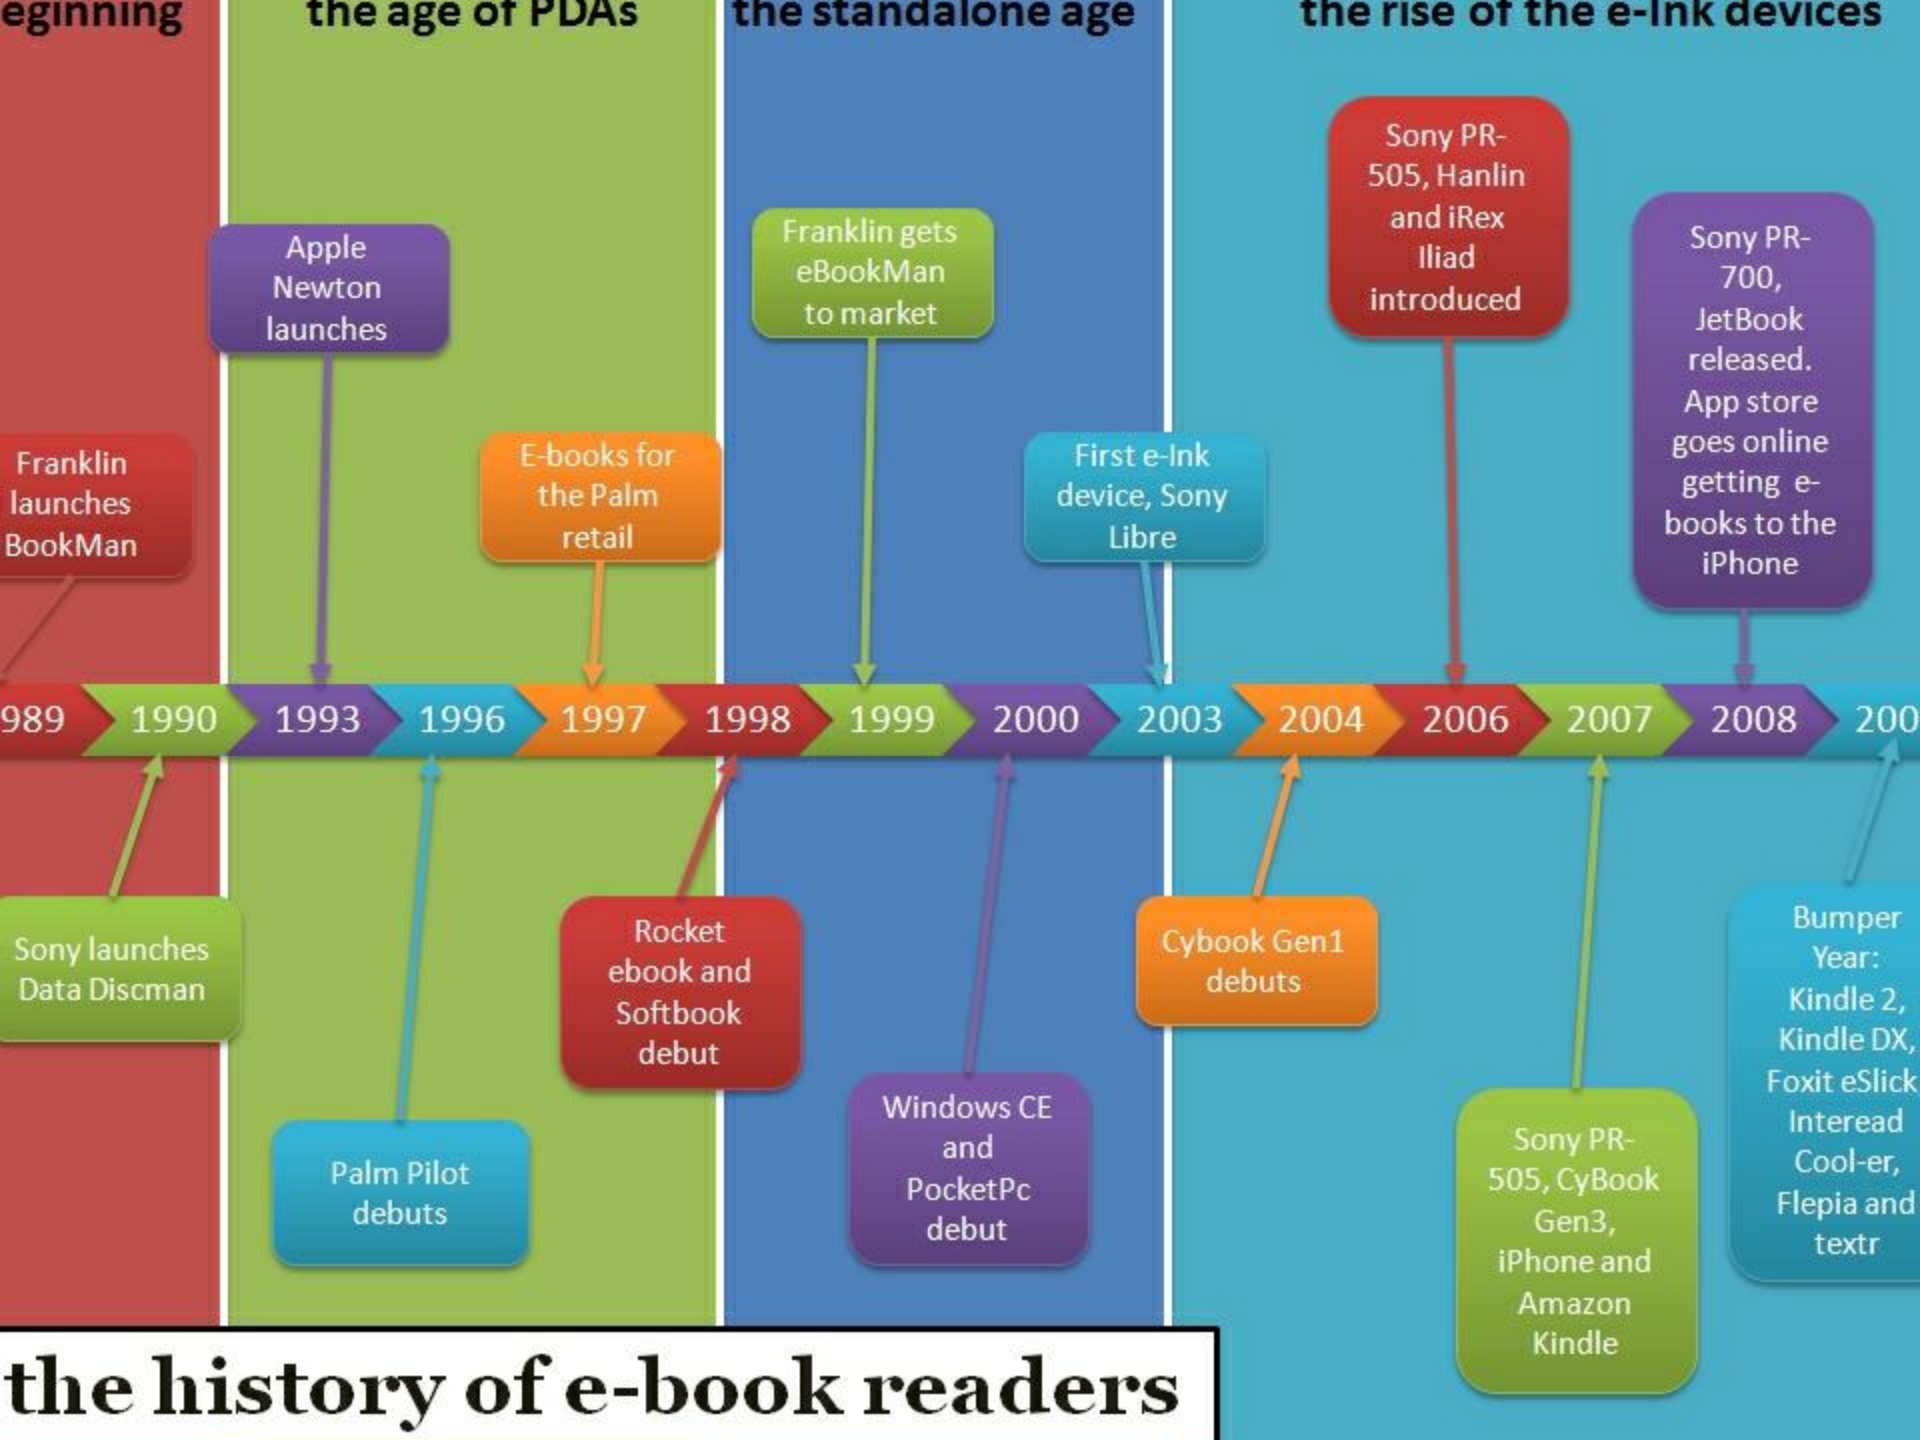 eginning
the age of PDAs
the standalone age
the rise of the e-Ink devices
Sony PR-
505, Hanlin
and iRex
Iliad
introduced
Sony PR-
700,
JetBook
released.
App store
goes online
getting e-
books to the
iPhone
Apple
Newton
launches
Franklin gets
eBookMan
to market
Franklin
launches
BookMan
E-books for
the Palm
retail
First e-Ink
device, Sony
Libre
989 1990 1993 1996 1997 1998 1999 2000 2003 2004 2006 2007 2008 200
Sony launches
Data Discman
Palm Pilot
debuts
Rocket
ebook and
Softbook
debut
Windows CE
and
PocketPc
debut
Cybook Gen1
debuts
Sony PR-
505, CyBook
Gen3,
iPhone and
Amazon
Kindle
Bumper
Year:
Kindle 2,
Kindle DX,
Foxit eSlick,
Interead
Cool-er,
Flepia and
textr
the history of e-book readers